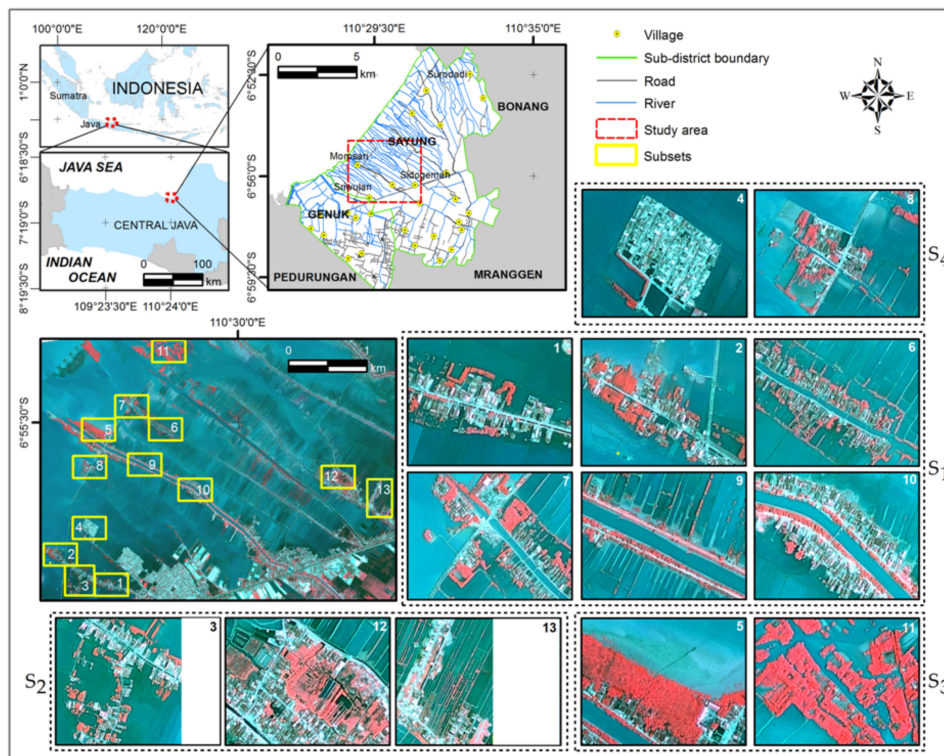 100°0'0"E 120°0'0"E
1°0'0"N
6°18'30"S
INDONESIA
Sumatra
Java
110°29'30"E 110°35'0"E
0 5
km
6°52'30"S
6°56'0"S
6°59'30"S
Surodadi
BONANG
SAYUNG
Morosari
Sidogemah
Sriwulan
GENUK
PEDURUNGAN
MRANGGEN
Village
Sub-district boundary
Road
River
Study area
Subsets
N
W E
S
JAVA SEA
CENTRAL JAVA
INDIAN
OCEAN
0 100
km
7°19'0"S
8°19'30"S
109°23'30"E 110°24'0"E
4 8
S4
110°30'0"E
6°55'30"S
0 1
km
11
7
5 6
8 9
10
12
13
4
2
3 1
1 2 6
7 9 10
S1
S2
3 12 13
5 11
S3